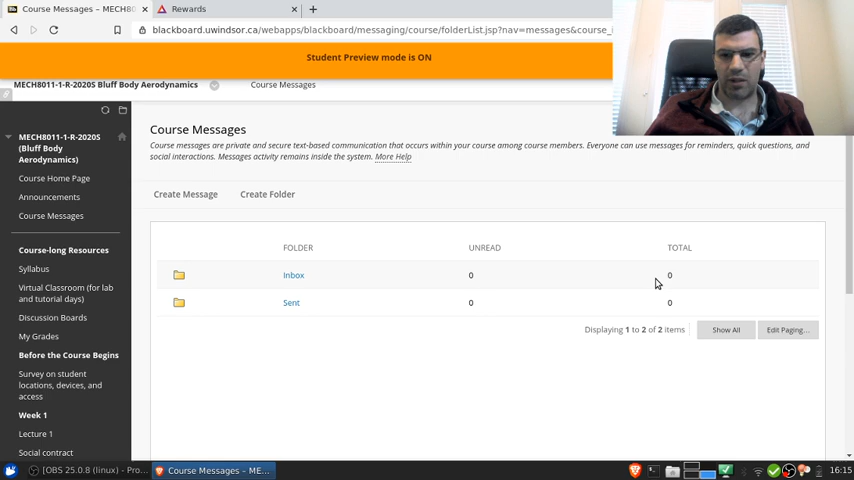 Course Messages – MECH8
Rewards
blackboard.uwindsor.ca/webapps/blackboard/messaging/course/folderList.jsp?nav=messages&course_i
Student Preview mode is ON
MECH8011-1-R-2020S Bluff Body Aerodynamics
Course Messages
MECH8011-1-R-2020S
(Bluff Body
Aerodynamics)
Course Home Page
Announcements
Course Messages
Course-long Resources
Syllabus
Virtual Classroom (for lab
and tutorial days)
Discussion Boards
My Grades
Before the Course Begins
Survey on student
locations, devices, and
access
Week 1
Lecture 1
Social contract
Course Messages
Course messages are private and secure text-based communication that occurs within your course among course members. Everyone can use messages for reminders, quick questions, and
social interactions. Messages activity remains inside the system. More Help
Create Message Create Folder
FOLDER UNREAD TOTAL
Inbox 0 0
Sent 0 0
Displaying 1 to 2 of 2 items Show All Edit Paging...
[OBS 25.0.8 (linux) - Pro... Course Messages – ME... 16:15